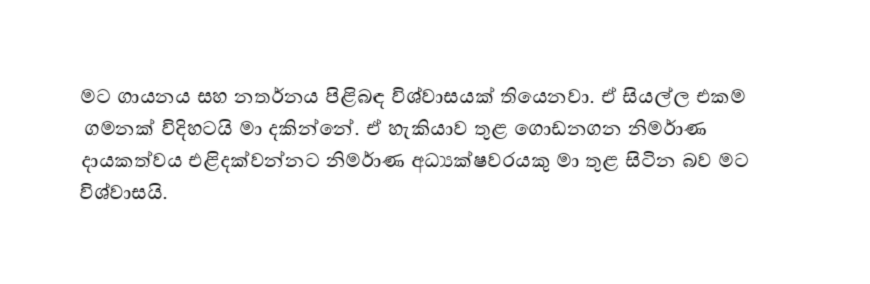 මට ගායනය සහ නතර්නය පිළිබඳ විශ්වාසයක් තියෙනවා. ඒ සියල්ල එකම
ගමනක් විදිහටයි මා දකින්නේ. ඒ හැකියාව තුළ ගොඩනගන නිමර්ාණ
දායකත්වය එළිදක්වන්නට නිමර්ාණ අධ්‍යක්ෂවරයකු මා තුළ සිටින බව මට
විශ්වාසයි.